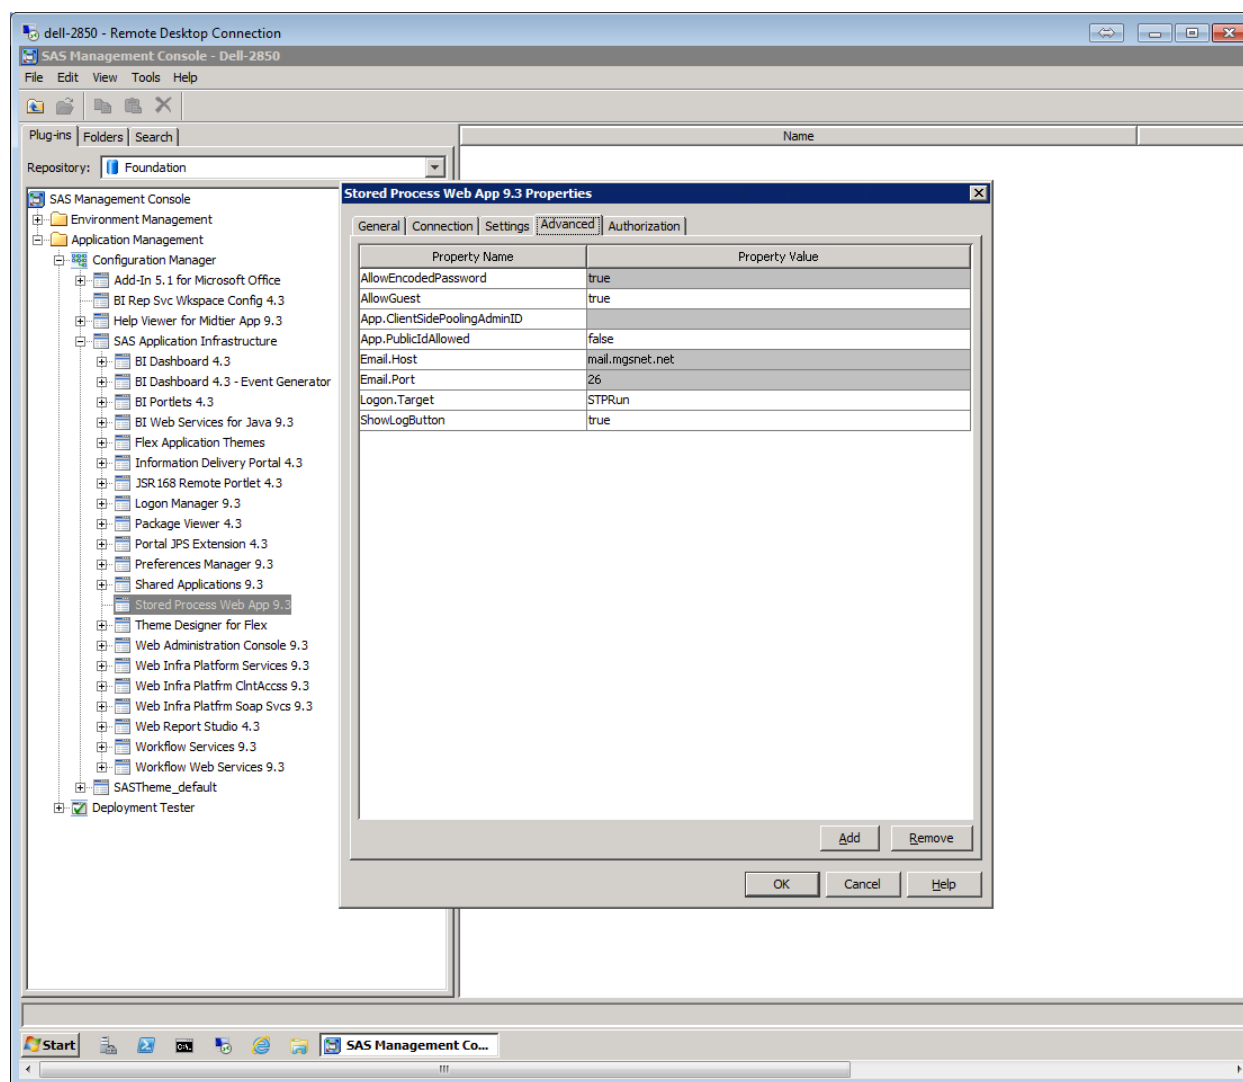 dell-2850 - Remote Desktop Connection
SAS Management Console - Dell-2850
File Edit View Tools Help
Plug-ins Folders Search
Repository: Foundation
SAS Management Console
Environment Management
Application Management
Configuration Manager
Add-In 5.1 for Microsoft Office
BI Rep Svc Wkspace Config 4.3
Help Viewer for Midtier App 9.3
SAS Application Infrastructure
BI Dashboard 4.3
BI Dashboard 4.3 - Event Generator
BI Portlets 4.3
BI Web Services for Java 9.3
Flex Application Themes
Information Delivery Portal 4.3
JSR168 Remote Portlet 4.3
Logon Manager 9.3
Package Viewer 4.3
Portal JPS Extension 4.3
Preferences Manager 9.3
Shared Applications 9.3
Stored Process Web App 9.3
Theme Designer for Flex
Web Administration Console 9.3
Web Infra Platform Services 9.3
Web Infra Platfrm ClntAccss 9.3
Web Infra Platfrm Soap Svcs 9.3
Web Report Studio 4.3
Workflow Services 9.3
Workflow Web Services 9.3
SASTheme_default
Deployment Tester
Name
Stored Process Web App 9.3 Properties
General Connection Settings Advanced Authorization
Property Name Property Value
AllowEncodedPassword true
AllowGuest true
App.ClientSidePoolingAdminID
App.PublicIdAllowed false
Email.Host mail.mgsnet.net
Email.Port 26
Logon.Target STPRun
ShowLogButton true
Add Remove
OK Cancel Help
Start SAS Management Co...